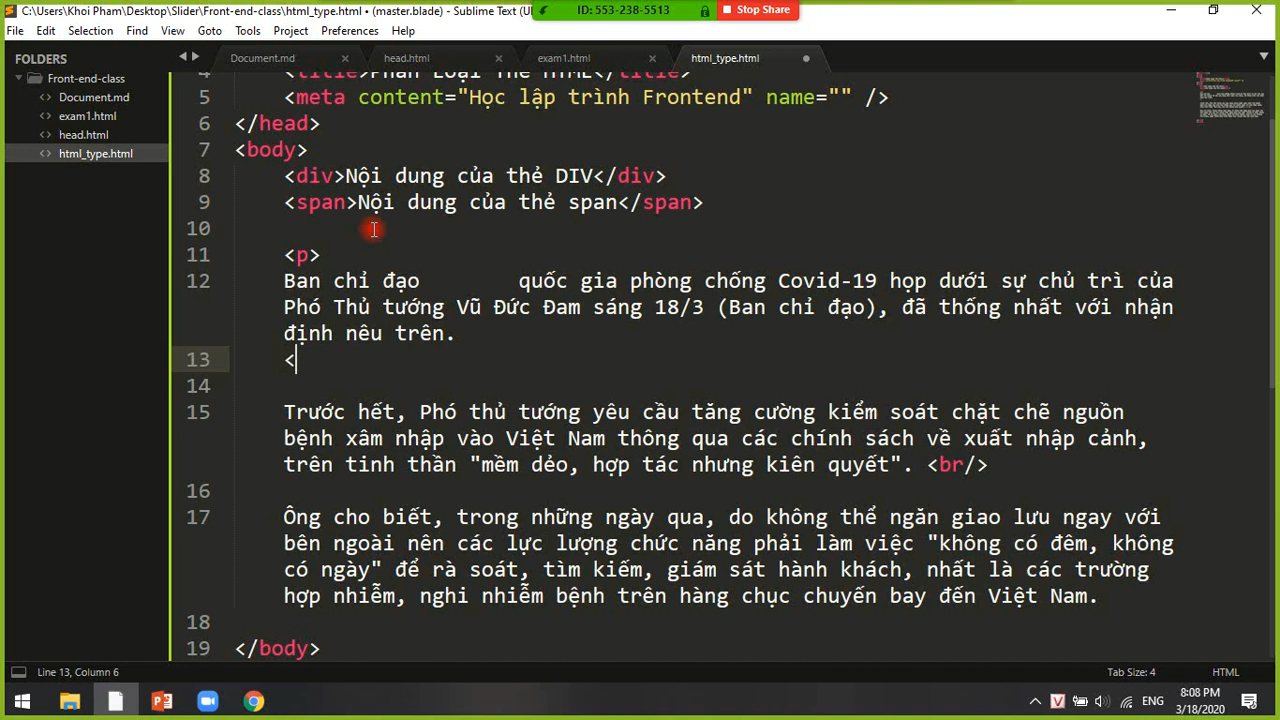 C:\Users\Khoi Pham\Desktop\Slider\Front-end-class\html_type.html • (master.blade) - Sublime Text (U
ID: 553-238-5513
Stop Share
File Edit Selection Find View Goto Tools Project Preferences Help
FOLDERS
Front-end-class
Document.md
exam1.html
head.html
html_type.html
Document.md
head.html
exam1.html
html_type.html
4 <title>Phân Loại Thẻ HTML</title>
5 <meta content="Học lập trình Frontend" name="" />
6 </head>
7 <body>
8 <div>Nội dung của thẻ DIV</div>
9 <span>Nội dung của thẻ span</span>
10
11 <p>
12 Ban chỉ đạo        quốc gia phòng chống Covid-19 họp dưới sự chủ trì của
Phó Thủ tướng Vũ Đức Đam sáng 18/3 (Ban chỉ đạo), đã thống nhất với nhận
định nêu trên.
13 <
14
15 Trước hết, Phó thủ tướng yêu cầu tăng cường kiểm soát chặt chẽ nguồn
bệnh xâm nhập vào Việt Nam thông qua các chính sách về xuất nhập cảnh,
trên tinh thần "mềm dẻo, hợp tác nhưng kiên quyết". <br/>
16
17 Ông cho biết, trong những ngày qua, do không thể ngăn giao lưu ngay với
bên ngoài nên các lực lượng chức năng phải làm việc "không có đêm, không
có ngày" để rà soát, tìm kiếm, giám sát hành khách, nhất là các trường
hợp nhiễm, nghi nhiễm bệnh trên hàng chục chuyến bay đến Việt Nam.
18
19 </body>
Line 13, Column 6
Tab Size: 4
HTML
ENG
8:08 PM
3/18/2020